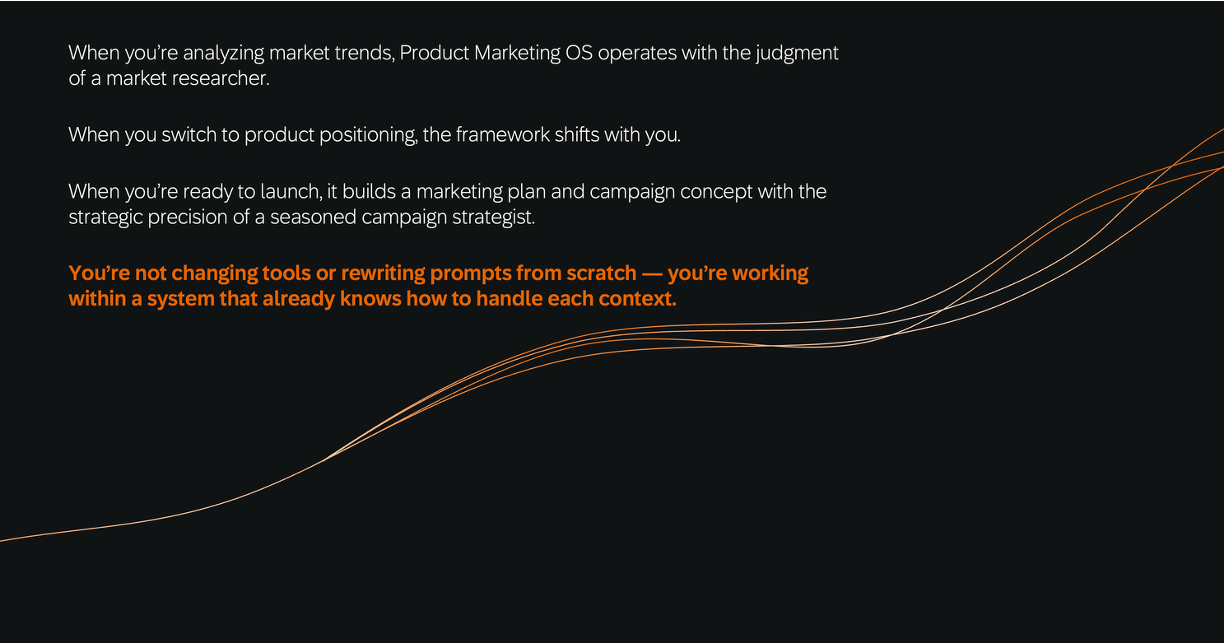 When you’re analyzing market trends, Product Marketing OS operates with the judgment
of a market researcher.
When you switch to product positioning, the framework shifts with you.
When you’re ready to launch, it builds a marketing plan and campaign concept with the
strategic precision of a seasoned campaign strategist.
You’re not changing tools or rewriting prompts from scratch — you’re working
within a system that already knows how to handle each context.